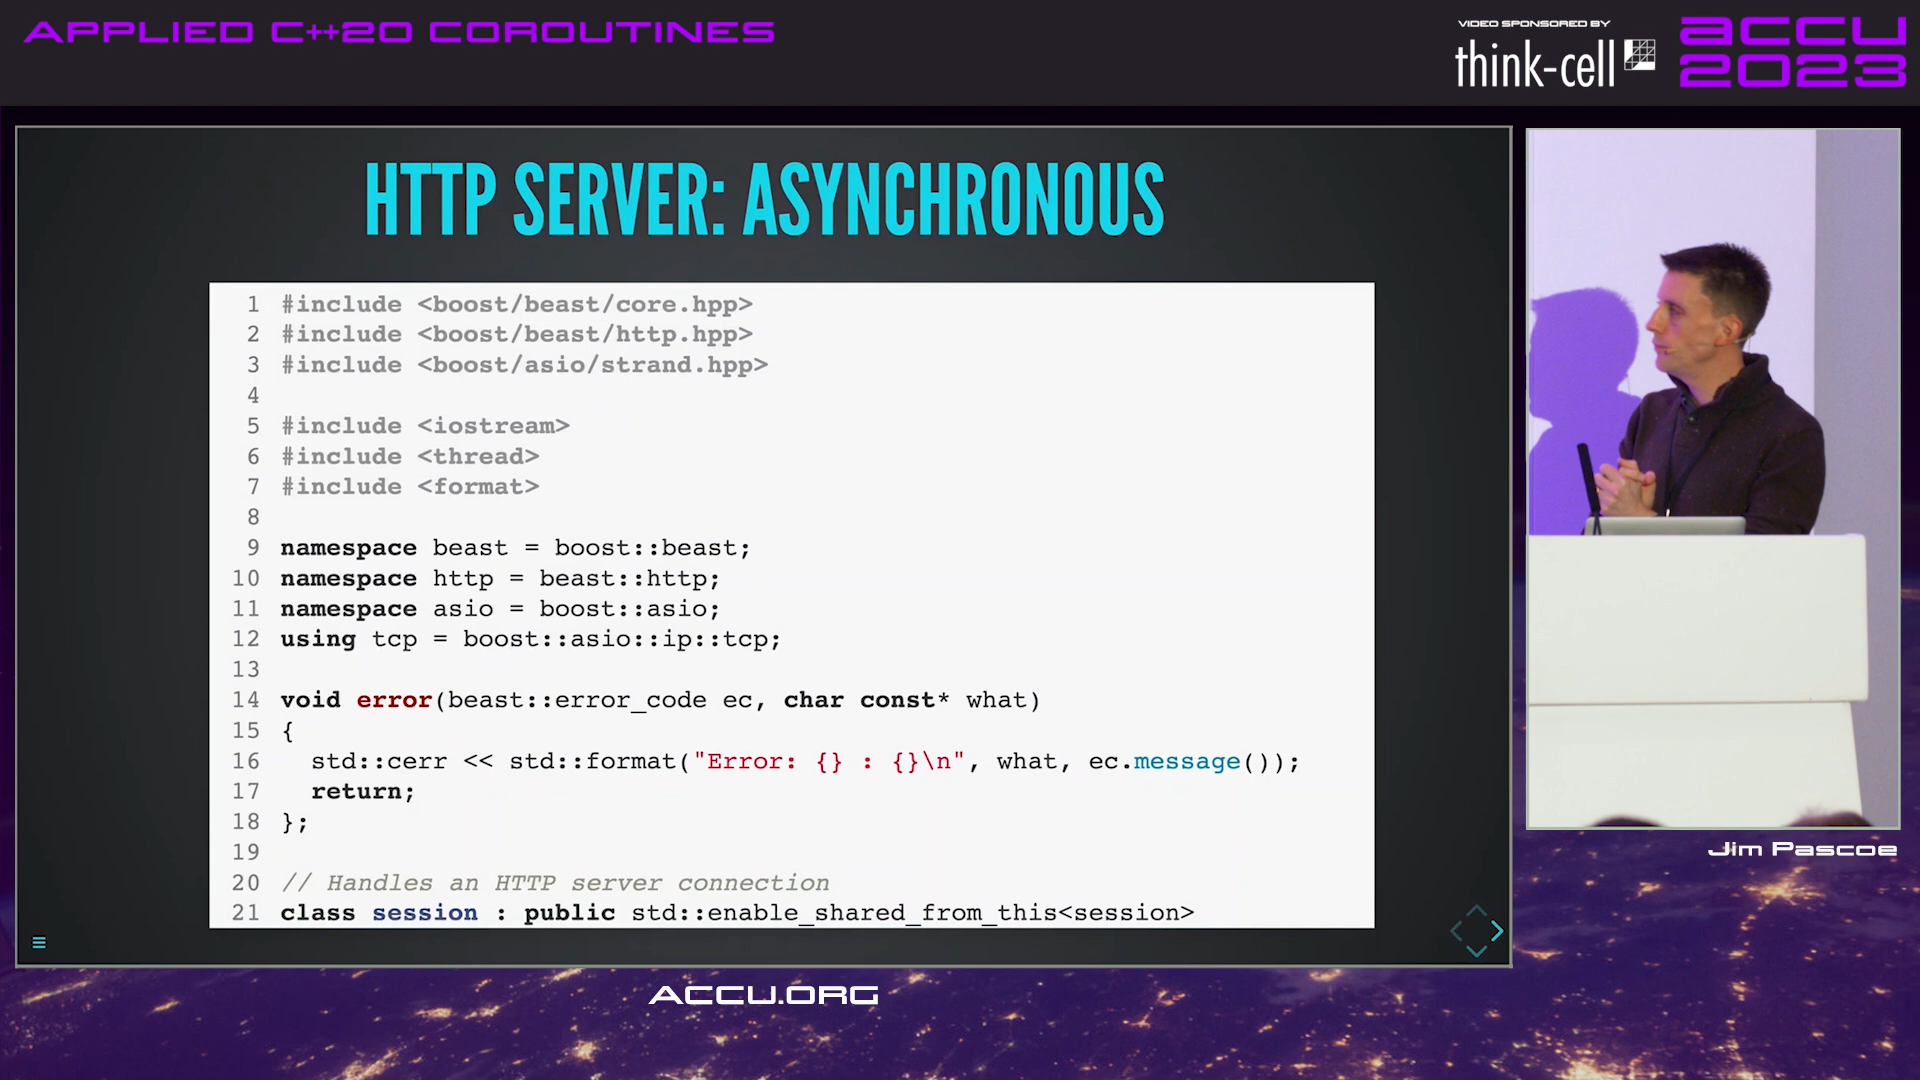 APPLIED C++20 COROUTINES
VIDEO SPONSORED BY
think-cell
accu
2023
HTTP SERVER: ASYNCHRONOUS
1 #include <boost/beast/core.hpp>
2 #include <boost/beast/http.hpp>
3 #include <boost/asio/strand.hpp>
4
5 #include <iostream>
6 #include <thread>
7 #include <format>
8
9 namespace beast = boost::beast;
10 namespace http = beast::http;
11 namespace asio = boost::asio;
12 using tcp = boost::asio::ip::tcp;
13
14 void error(beast::error_code ec, char const* what)
15 {
16   std::cerr << std::format("Error: {} : {}\n", what, ec.message());
17   return;
18 };
19
20 // Handles an HTTP server connection
21 class session : public std::enable_shared_from_this<session>
Jim Pascoe
ACCU.ORG